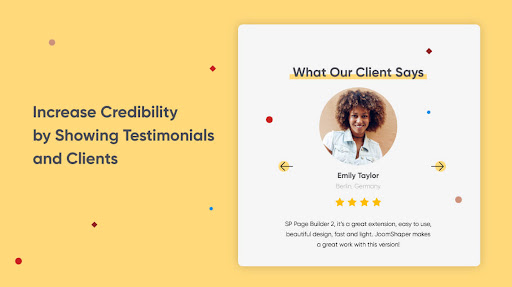 Increase Credibility
by Showing Testimonials
and Clients
What Our Client Says
Emily Taylor
Berlin, Germany
SP Page Builder 2, it's a great extension, easy to use,
beautiful design, fast and light. JoomShaper makes
a great work with this version!